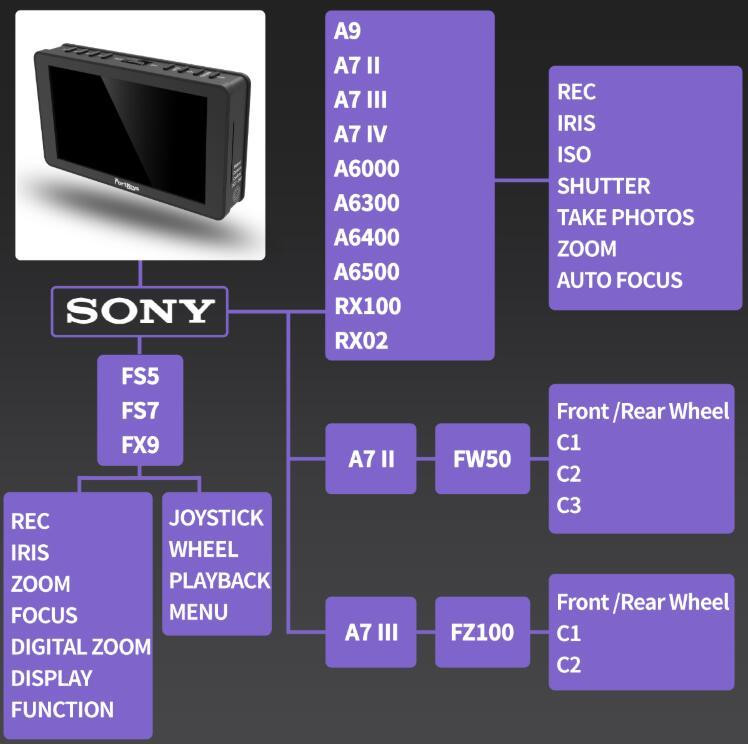 PortKeys
SONY
FS5
FS7
FX9
REC
IRIS
ZOOM
FOCUS
DIGITAL ZOOM
DISPLAY
FUNCTION
JOYSTICK
WHEEL
PLAYBACK
MENU
A9
A7 II
A7 III
A7 IV
A6000
A6300
A6400
A6500
RX100
RX02
REC
IRIS
ISO
SHUTTER
TAKE PHOTOS
ZOOM
AUTO FOCUS
A7 II
FW50
Front /Rear Wheel
C1
C2
C3
A7 III
FZ100
Front /Rear Wheel
C1
C2